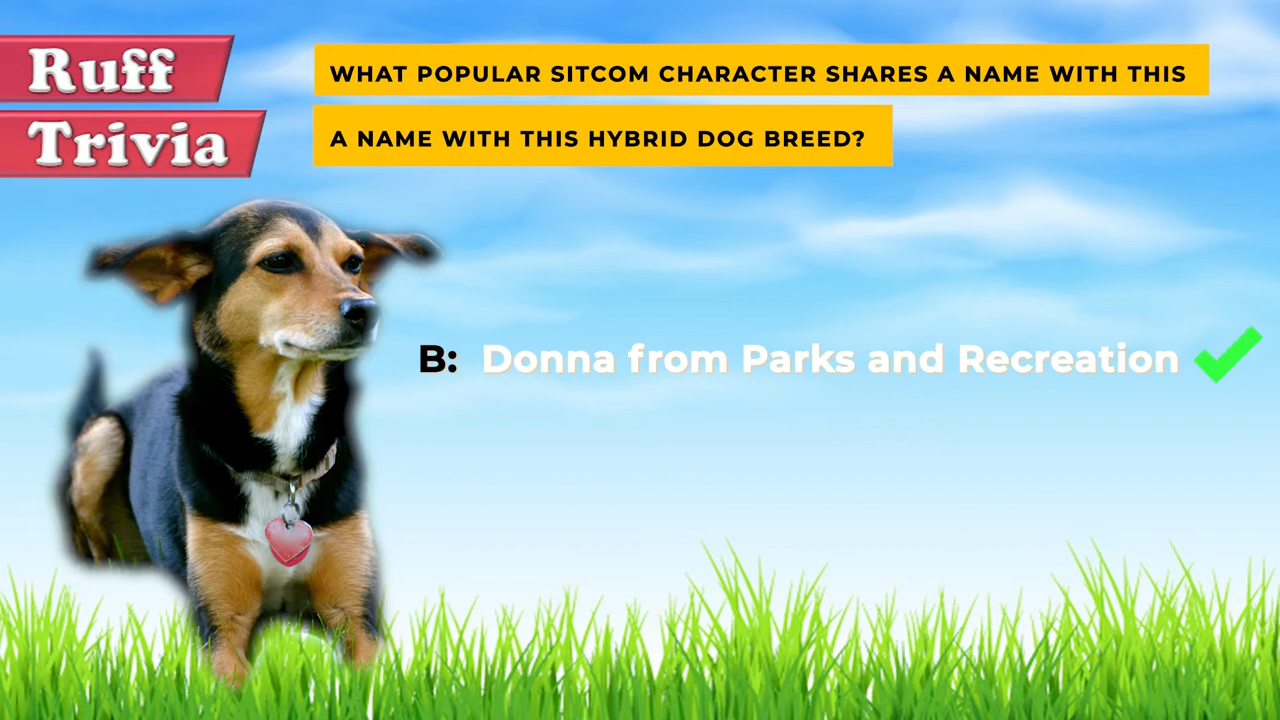 Ruff
Trivia
WHAT POPULAR SITCOM CHARACTER SHARES A NAME WITH THIS
A NAME WITH THIS HYBRID DOG BREED?
B: Donna from Parks and Recreation